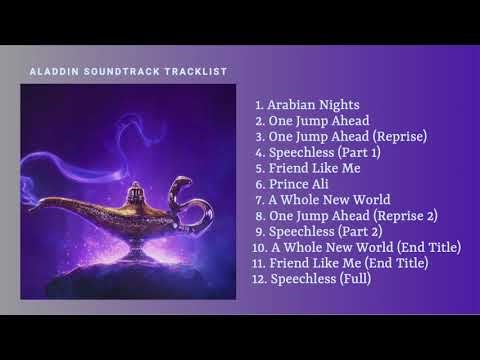 ALADDIN SOUNDTRACK TRACKLIST
1. Arabian Nights
2. One Jump Ahead
3. One Jump Ahead (Reprise)
4. Speechless (Part 1)
5. Friend Like Me
6. Prince Ali
7. A Whole New World
8. One Jump Ahead (Reprise 2)
9. Speechless (Part 2)
10. A Whole New World (End Title)
11. Friend Like Me (End Title)
12. Speechless (Full)